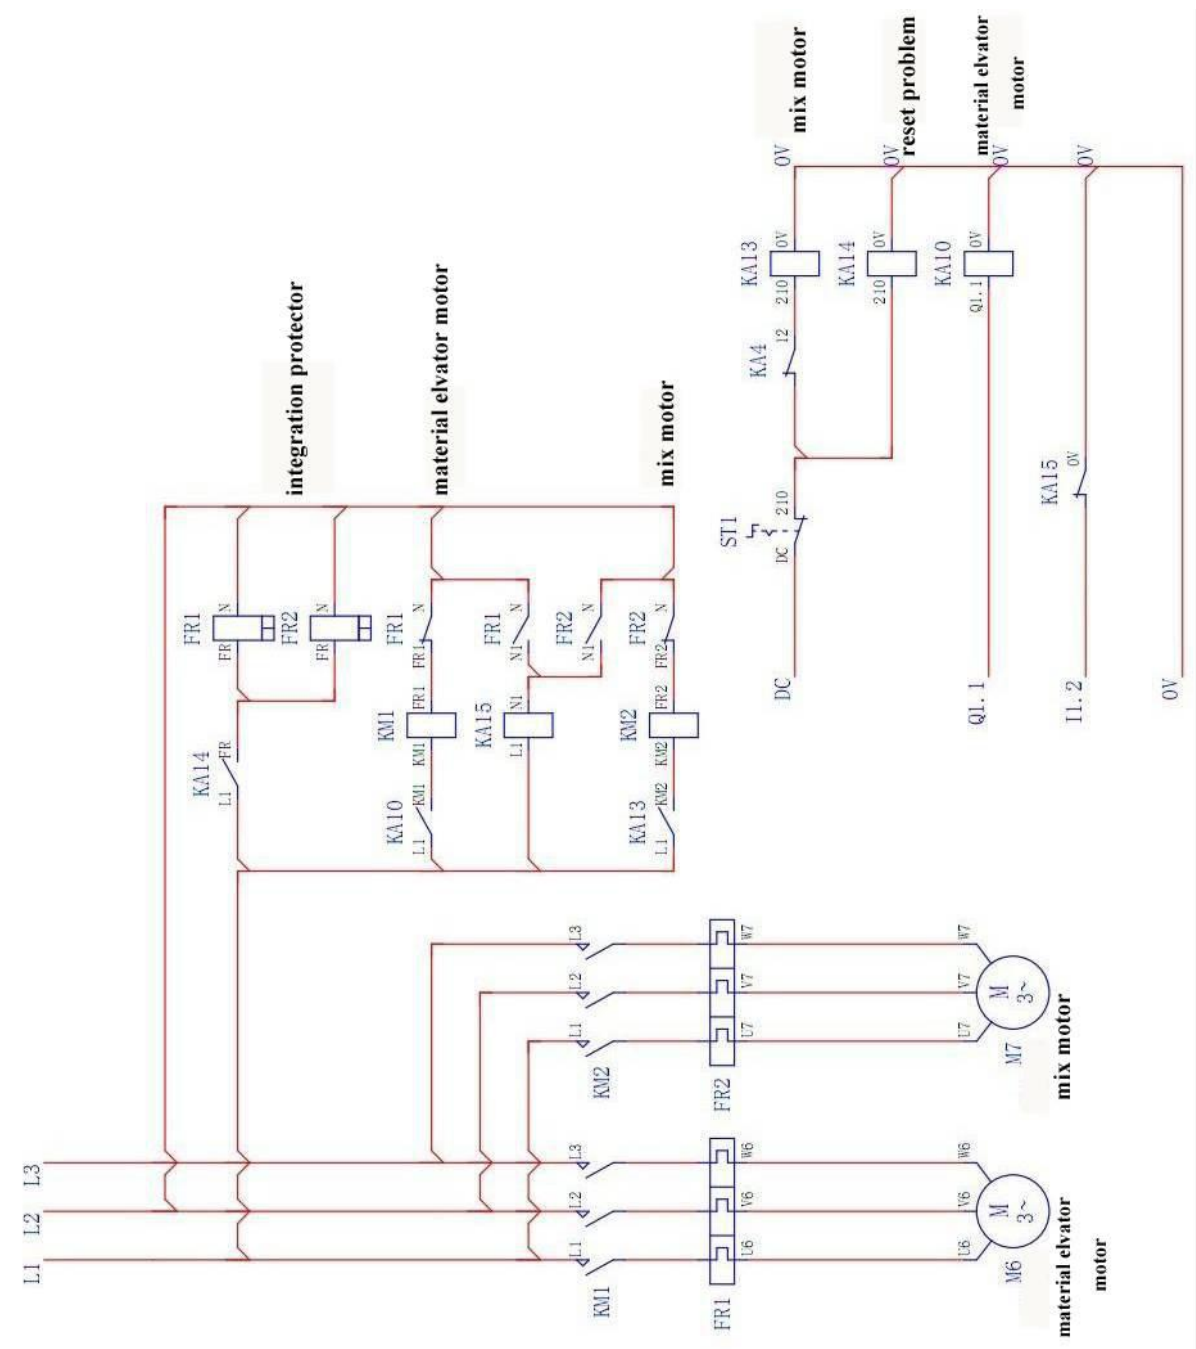 L1
L2
L3
L1
L2
L3
L1
L2
L3
KM1
KM2
FR1
FR2
U6
V6
W6
U7
V7
W7
U6
V6
W6
U7
V7
W7
M
3~
M
3~
M6
M7
material elvator
motor
mix motor
KA14
L1
FR
FR1
FR
N
FR2
FR
N
integration protector
KA10
L1
KM1
KM1
KM1
FR1
FR1
FR1
N
material elvator motor
KA15
L1
N1
FR1
N1
N
FR2
N1
N
KA13
L1
KM2
KM2
KM2
FR2
FR2
FR2
N
mix motor
DC
ST1
DC
210
KA4
12
KA13
210
0V
0V
mix motor
KA14
210
0V
0V
reset problem
Q1.1
KA10
Q1.1
0V
0V
material elvator
motor
I1.2
KA15
0V
0V
0V